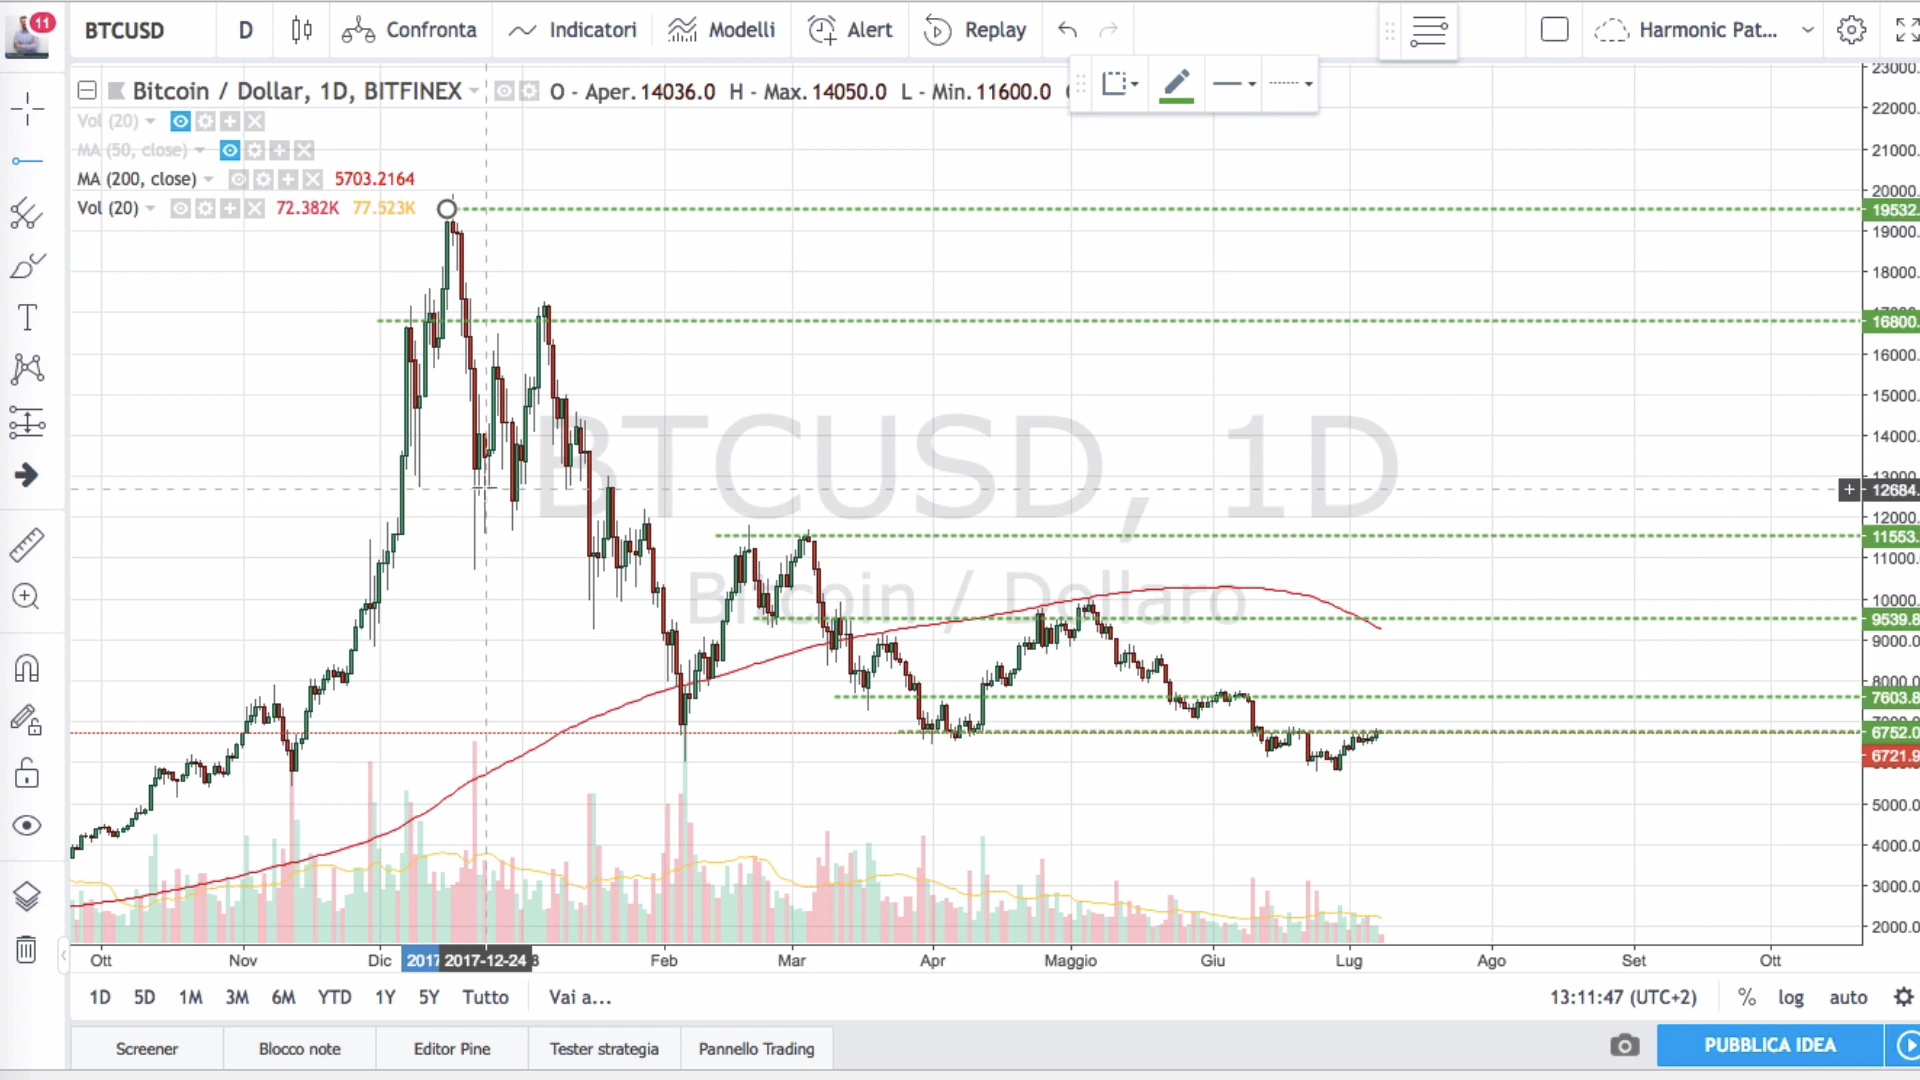 11
BTCUSD D Confronta Indicatori Modelli Alert Replay Harmonic Pat...
Bitcoin / Dollar, 1D, BITFINEX O - Aper. 14036.0 H - Max. 14050.0 L - Min. 11600.0
Vol (20)
MA (50, close)
MA (200, close) 5703.2164
Vol (20) 72.382K 77.523K
BTCUSD, 1D
Bitcoin / Dollaro
23000.
22000.
21000.
20000.
19532.
19000.
18000.
16800.
16000.
15000.
14000.
13000.
12684.
12000.
11553.
11000.
10000.
9539.8
9000.0
8000.0
7603.8
7000.0
6752.0
6721.9
5000.0
4000.0
3000.0
2000.0
Ott Nov Dic 2017 2017-12-24 8 Feb Mar Apr Maggio Giu Lug Ago Set Ott
1D 5D 1M 3M 6M YTD 1Y 5Y Tutto Vai a... 13:11:47 (UTC+2) % log auto
Screener Blocco note Editor Pine Tester strategia Pannello Trading PUBBLICA IDEA